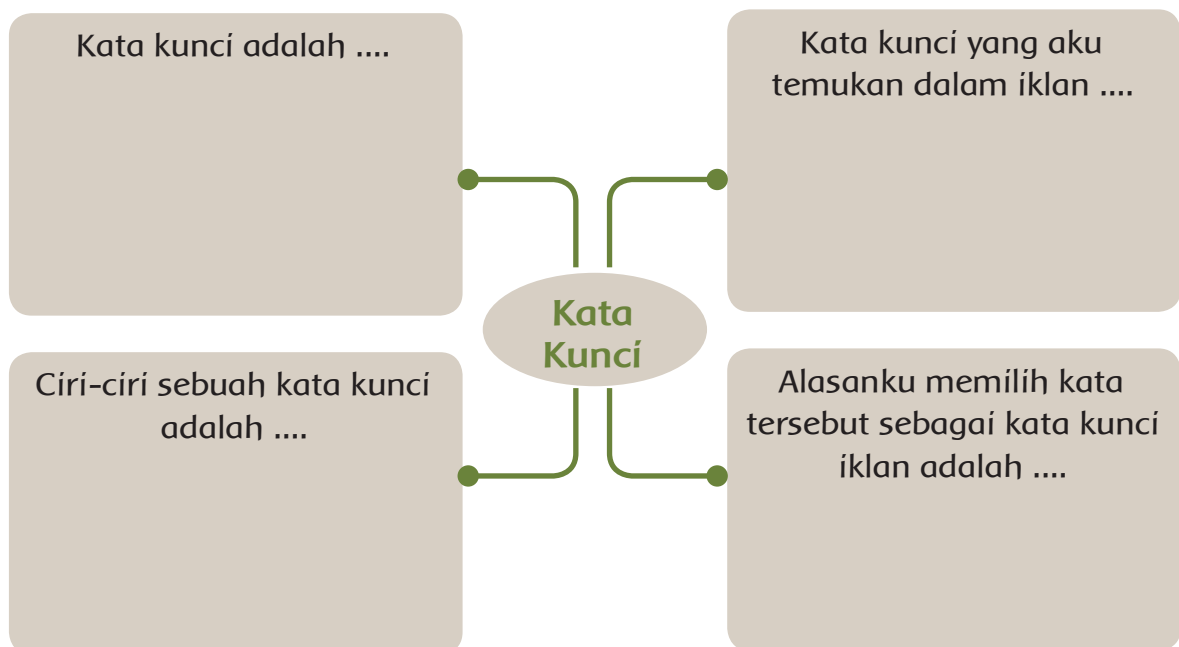 Kata kunci adalah ....
Kata kunci yang aku
temukan dalam iklan ....
Kata
Kunci
Ciri-ciri sebuah kata kunci
adalah ....
Alasanku memilih kata
tersebut sebagai kata kunci
iklan adalah ....